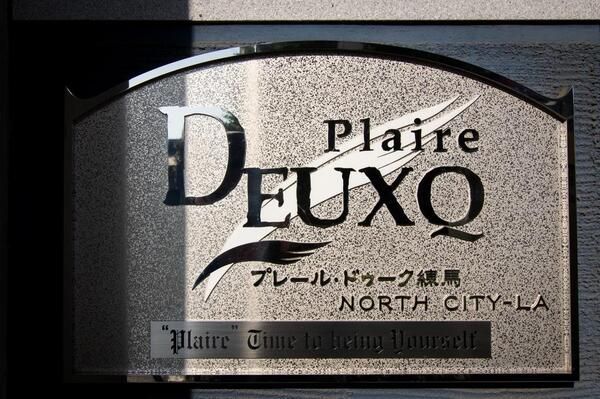 Plaire
DEUXQ
プレール・ドゥーク練馬
NORTH CITY-LA
"Plaire" Time to being Yourself